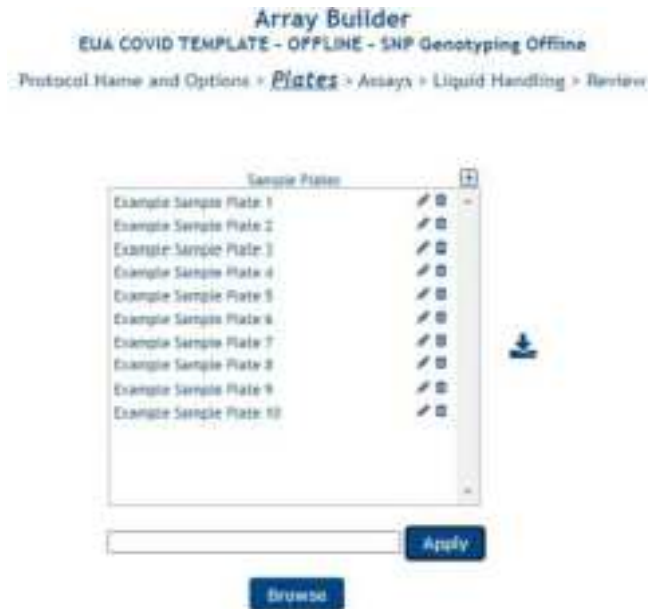 Array Builder
EUA COVID TEMPLATE - OFFLINE - SNP Genotyping Offline
Protocol Name and Options > Plates > Assays > Liquid Handling > Review
Sample Plates
Example Sample Plate 1
Example Sample Plate 2
Example Sample Plate 3
Example Sample Plate 4
Example Sample Plate 5
Example Sample Plate 6
Example Sample Plate 7
Example Sample Plate 8
Example Sample Plate 9
Example Sample Plate 10
Apply
Browse